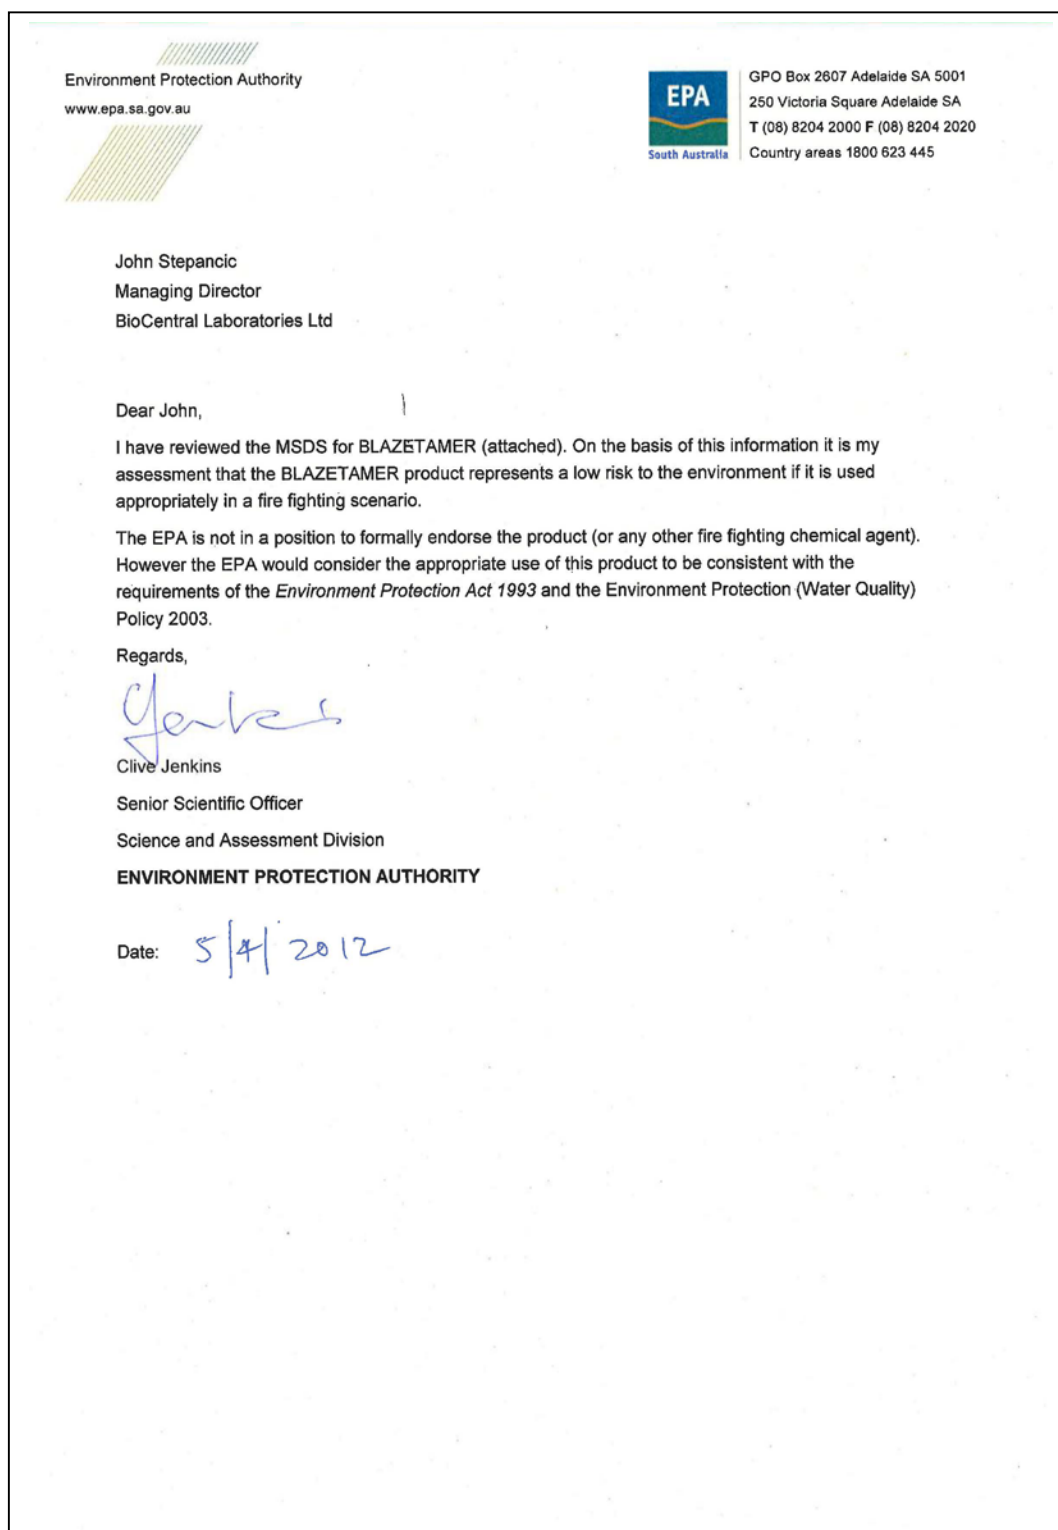 Environment Protection Authority
www.epa.sa.gov.au
EPA
South Australia
GPO Box 2607 Adelaide SA 5001
250 Victoria Square Adelaide SA
T (08) 8204 2000 F (08) 8204 2020
Country areas 1800 623 445
John Stepancic
Managing Director
BioCentral Laboratories Ltd
Dear John,
I have reviewed the MSDS for BLAZETAMER (attached). On the basis of this information it is my
assessment that the BLAZETAMER product represents a low risk to the environment if it is used
appropriately in a fire fighting scenario.
The EPA is not in a position to formally endorse the product (or any other fire fighting chemical agent).
However the EPA would consider the appropriate use of this product to be consistent with the
requirements of the Environment Protection Act 1993 and the Environment Protection (Water Quality)
Policy 2003.
Regards,
CJenkins
Clive Jenkins
Senior Scientific Officer
Science and Assessment Division
ENVIRONMENT PROTECTION AUTHORITY
Date: 5/4/2012